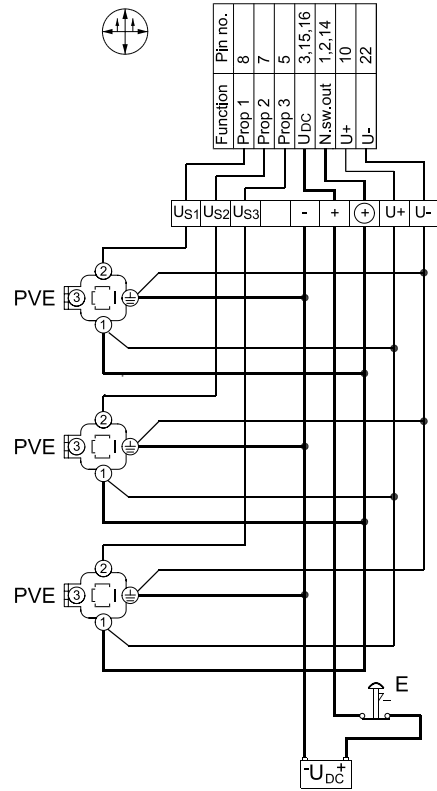 Function Pin no.
Prop 1 8
Prop 2 7
Prop 3 5
UDC 3,15,16
N.sw.out 1,2,14
U+ 10
U- 22
US1 US2 US3 - + + U+ U-
2
PVE 3
1
2
PVE 3
1
2
PVE 3
1
E
- UDC +